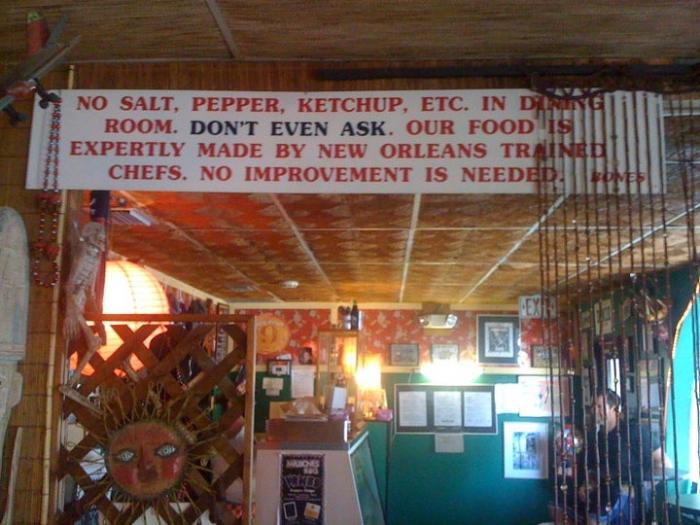 NO SALT, PEPPER, KETCHUP, ETC. IN DINING
ROOM. DON'T EVEN ASK. OUR FOOD IS
EXPERTLY MADE BY NEW ORLEANS TRAINED
CHEFS. NO IMPROVEMENT IS NEEDED. BONES
EXIT